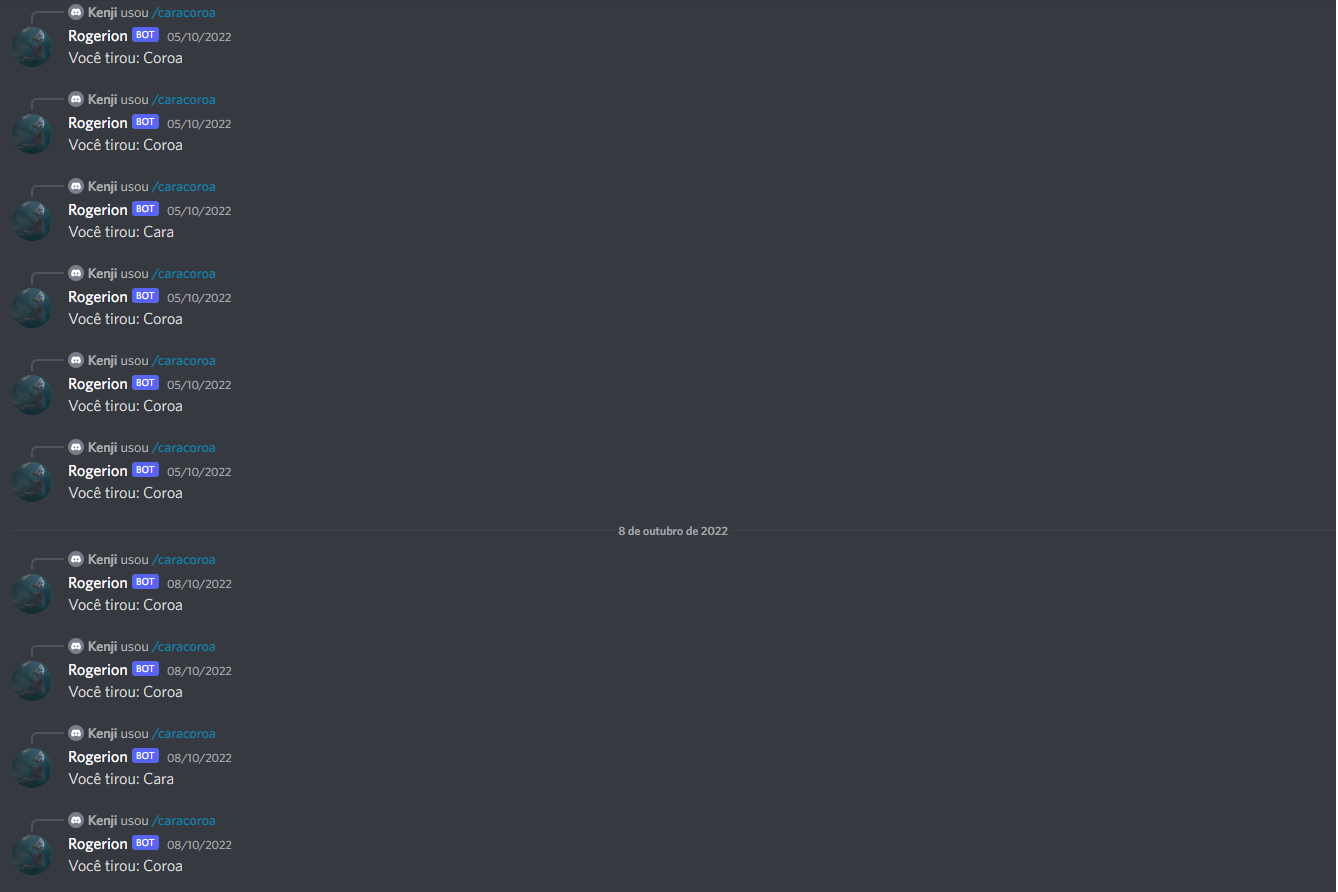 Kenji usou /caracoroa
Rogerion BOT 05/10/2022
Você tirou: Coroa
Kenji usou /caracoroa
Rogerion BOT 05/10/2022
Você tirou: Coroa
Kenji usou /caracoroa
Rogerion BOT 05/10/2022
Você tirou: Cara
Kenji usou /caracoroa
Rogerion BOT 05/10/2022
Você tirou: Coroa
Kenji usou /caracoroa
Rogerion BOT 05/10/2022
Você tirou: Coroa
Kenji usou /caracoroa
Rogerion BOT 05/10/2022
Você tirou: Coroa
8 de outubro de 2022
Kenji usou /caracoroa
Rogerion BOT 08/10/2022
Você tirou: Coroa
Kenji usou /caracoroa
Rogerion BOT 08/10/2022
Você tirou: Coroa
Kenji usou /caracoroa
Rogerion BOT 08/10/2022
Você tirou: Cara
Kenji usou /caracoroa
Rogerion BOT 08/10/2022
Você tirou: Coroa